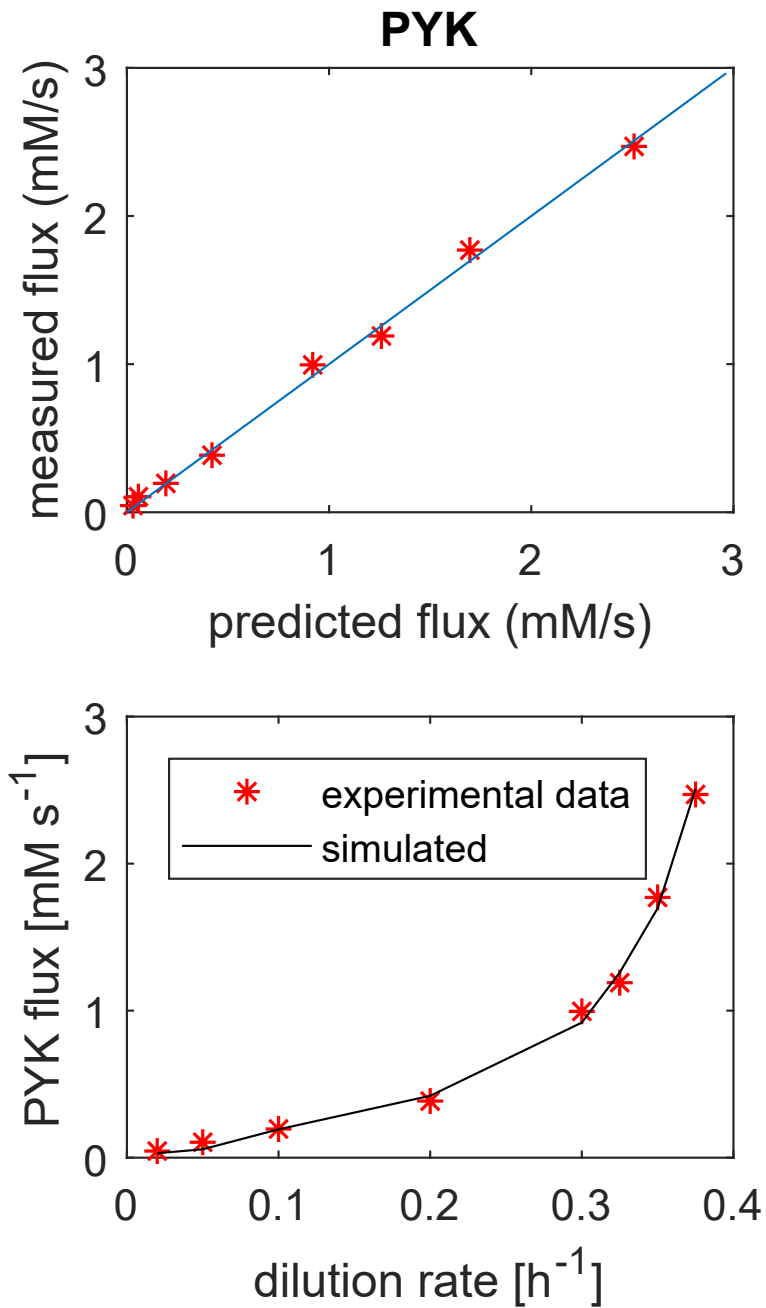 PYK
measured flux (mM/s)
3
2
1
0
0 1 2 3
predicted flux (mM/s)
PYK flux [mM s⁻¹]
3
2
1
0
experimental data
simulated
0 0.1 0.2 0.3 0.4
dilution rate [h⁻¹]